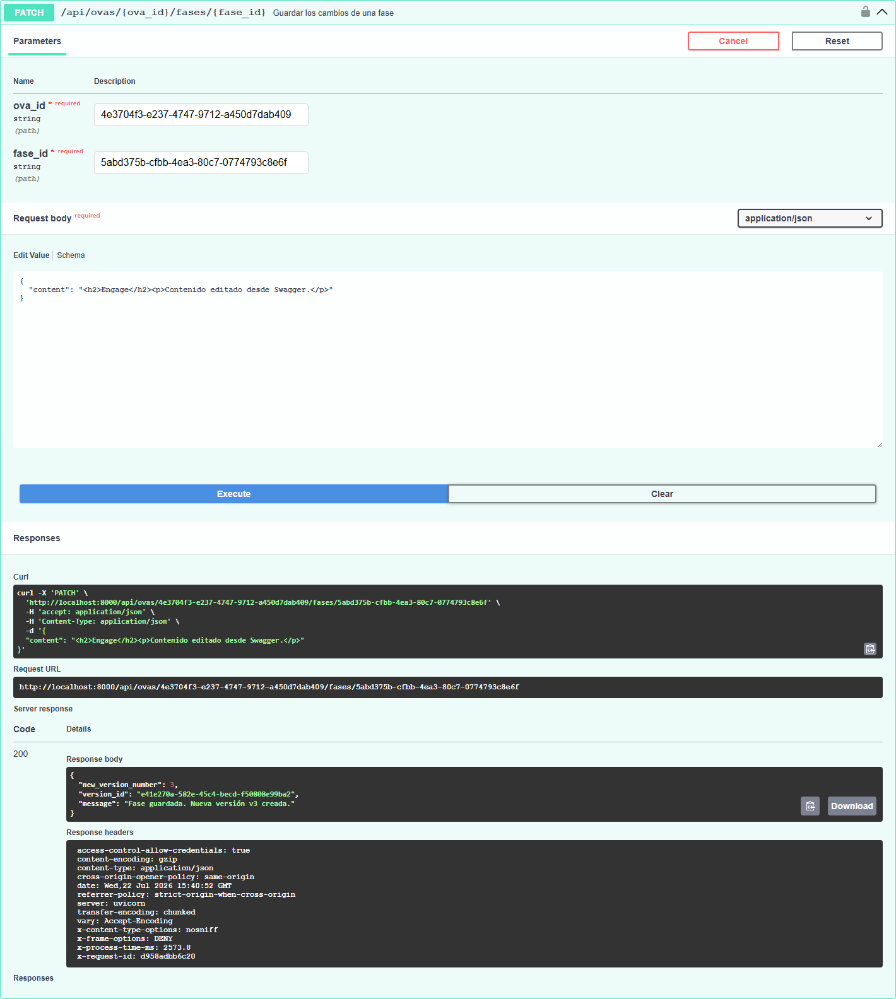 PATCH /api/ovas/{ova_id}/fases/{fase_id} Guardar los cambios de una fase
Parameters
Cancel
Reset
Name Description
ova_id * required
string
(path)
4e3704f3-e237-4747-9712-a450d7dab409
fase_id * required
string
(path)
5abd375b-cfbb-4ea3-80c7-0774793c8e6f
Request body required
application/json
Edit Value | Schema
{
"content": "<h2>Engage</h2><p>Contenido editado desde Swagger.</p>"
}
Execute
Clear
Responses
Curl
curl -X 'PATCH' \
'http://localhost:8000/api/ovas/4e3704f3-e237-4747-9712-a450d7dab409/fases/5abd375b-cfbb-4ea3-80c7-0774793c8e6f' \
-H 'accept: application/json' \
-H 'Content-Type: application/json' \
-d '{
"content": "<h2>Engage</h2><p>Contenido editado desde Swagger.</p>"
}'
Request URL
http://localhost:8000/api/ovas/4e3704f3-e237-4747-9712-a450d7dab409/fases/5abd375b-cfbb-4ea3-80c7-0774793c8e6f
Server response
Code Details
200
Response body
{
"new_version_number": 3,
"version_id": "e41e270a-582e-45c4-becd-f50808e99ba2",
"message": "Fase guardada. Nueva versión v3 creada."
}
Download
Response headers
access-control-allow-credentials: true
content-encoding: gzip
content-type: application/json
cross-origin-opener-policy: same-origin
date: Wed,22 Jul 2026 15:40:52 GMT
referrer-policy: strict-origin-when-cross-origin
server: uvicorn
transfer-encoding: chunked
vary: Accept-Encoding
x-content-type-options: nosniff
x-frame-options: DENY
x-process-time-ms: 2573.8
x-request-id: d958adbb6c20
Responses